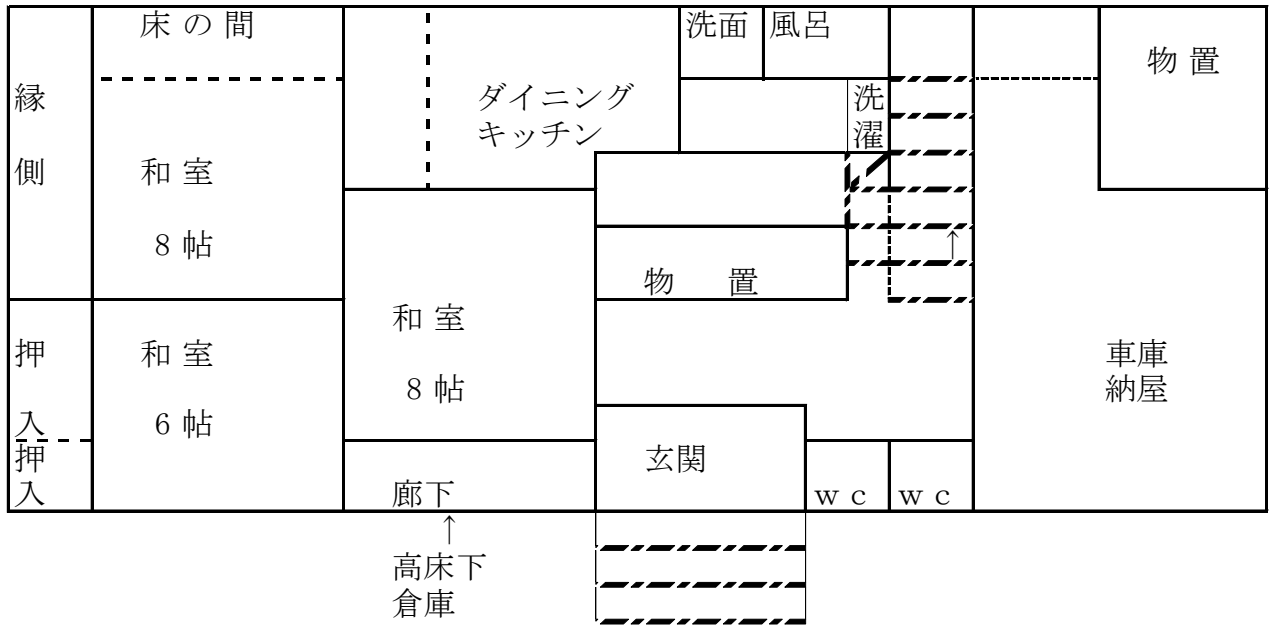 床の間
洗面
風呂
物置
縁側
ダイニング
キッチン
洗濯
和室
8帖
物 置
和室
8帖
押入
和室
6帖
車庫
納屋
押入
玄関
廊下
wc
wc
↑
↑
高床下
倉庫